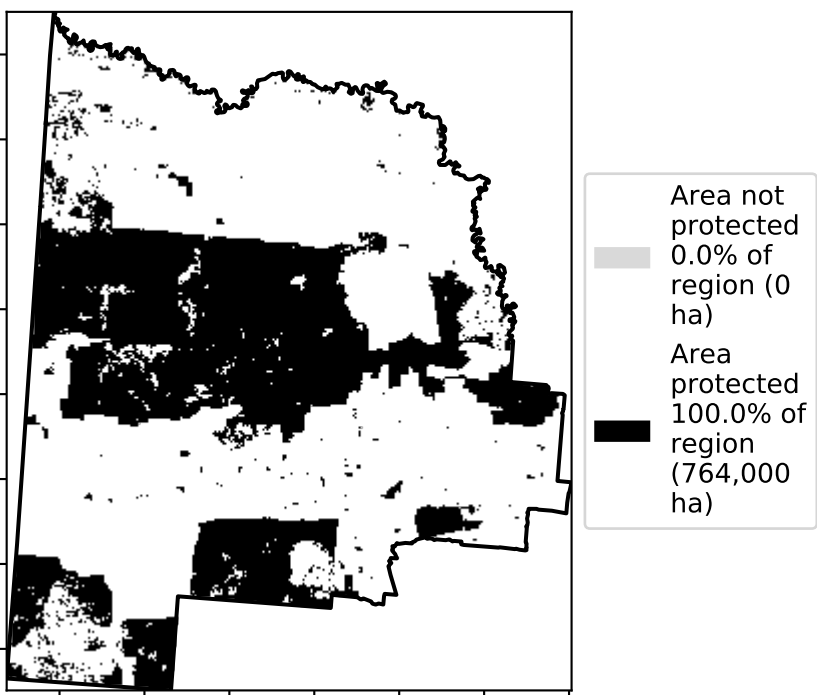 Area not
protected
0.0% of
region (0
ha)
Area
protected
100.0% of
region
(764,000
ha)